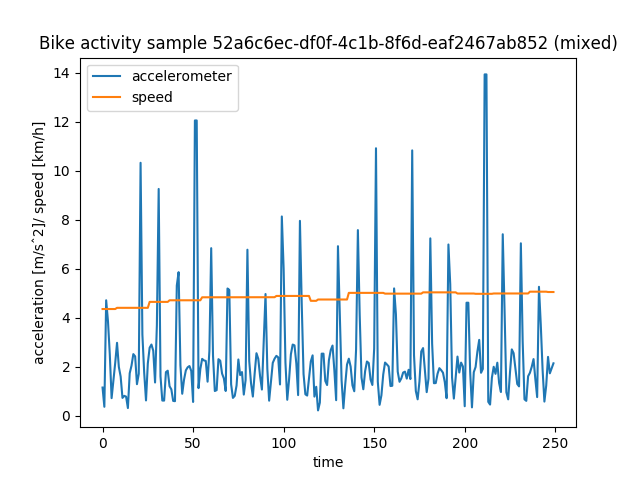 Bike activity sample 52a6c6ec-df0f-4c1b-8f6d-eaf2467ab852 (mixed)
accelerometer
speed
acceleration [m/s^2]/ speed [km/h]
14
12
10
8
6
4
2
0
0 50 100 150 200 250
time